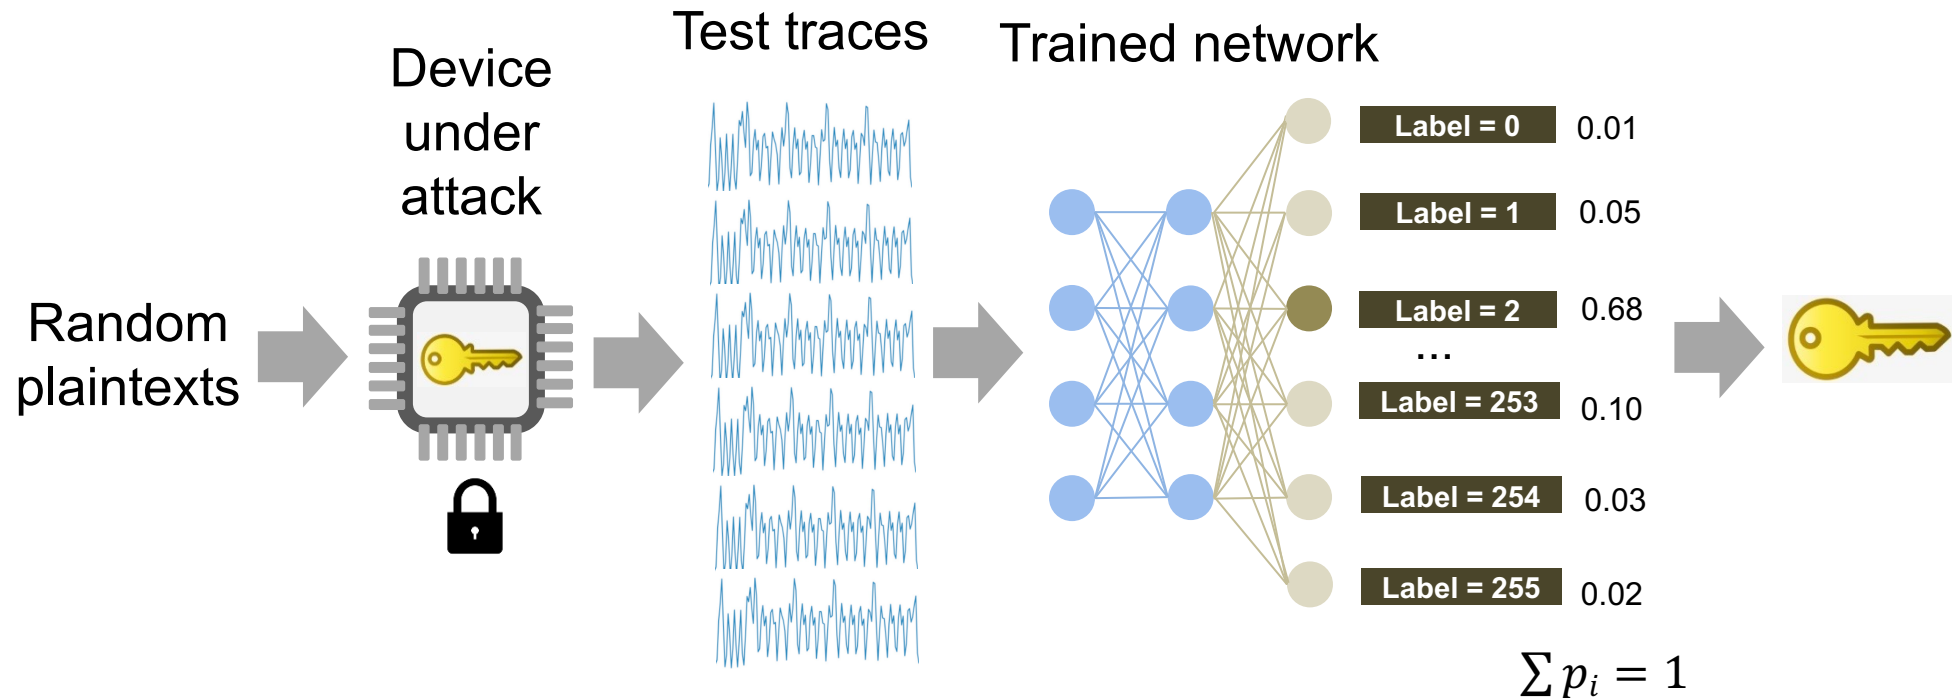 Random
plaintexts
Device
under
attack
Test traces
Trained network
Label = 0 0.01
Label = 1 0.05
Label = 2 0.68
...
Label = 253 0.10
Label = 254 0.03
Label = 255 0.02
∑ pᵢ = 1